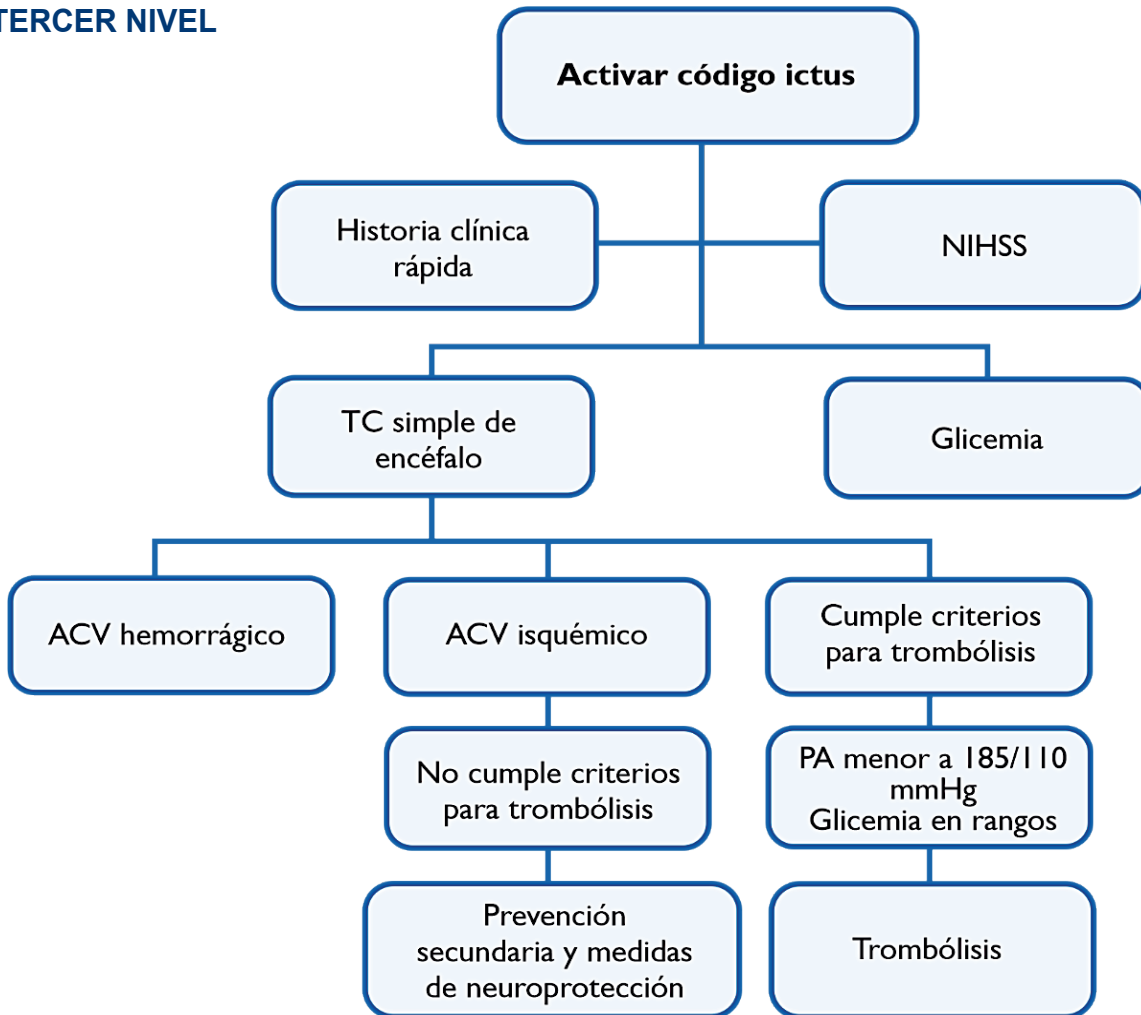 TERCER NIVEL
Activar código ictus
Historia clínica
rápida
NIHSS
TC simple de
encéfalo
Glicemia
ACV hemorrágico
ACV isquémico
Cumple criterios
para trombólisis
No cumple criterios
para trombólisis
PA menor a 185/110
mmHg
Glicemia en rangos
Prevención
secundaria y medidas
de neuroprotección
Trombólisis